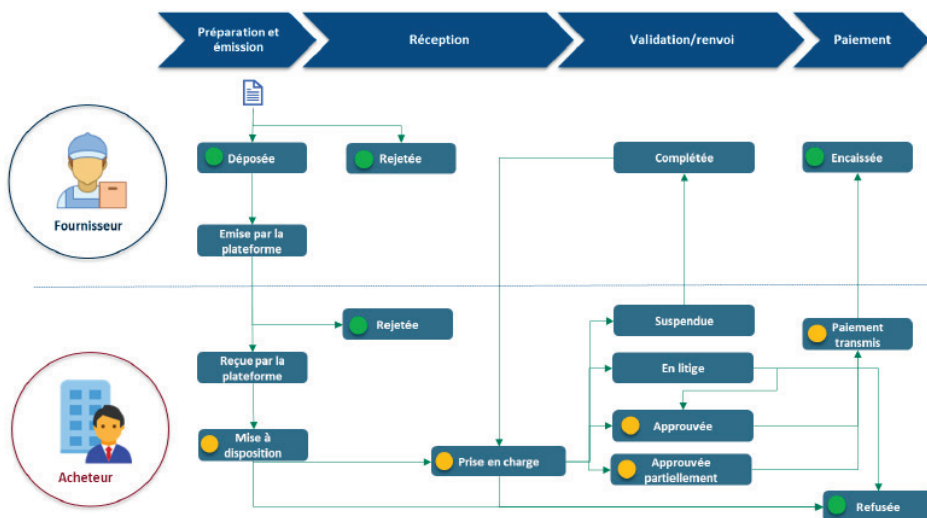 Préparation et
émission
Réception
Validation/renvoi
Paiement
Déposée
Rejetée
Complétée
Encaissée
Fournisseur
Emise par la
plateforme
Rejetée
Suspendue
Paiement
transmis
Reçue par la
plateforme
En litige
Mise à
disposition
Approuvée
Prise en charge
Approuvée
partiellement
Acheteur
Refusée